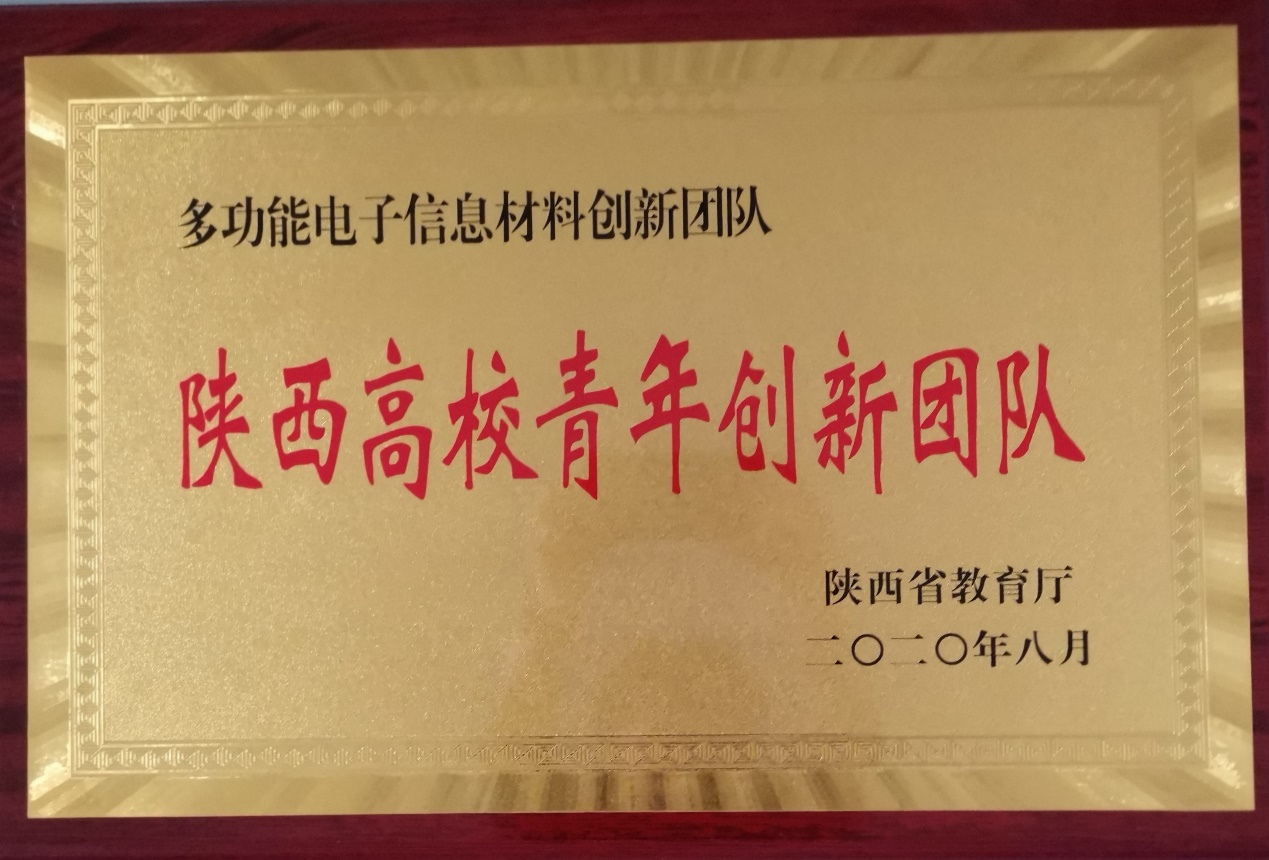 多功能电子信息材料创新团队
陕西高校青年创新团队
陕西省教育厅
二〇二〇年八月